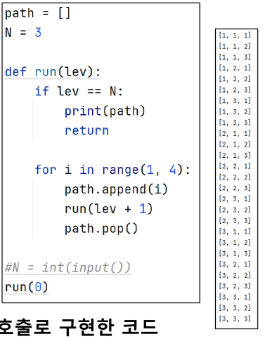 path = []
N = 3
def run(lev):
if lev == N:
print(path)
return
for i in range(1, 4):
path.append(i)
run(lev + 1)
path.pop()
#N = int(input())
run(0)
호출로 구현한 코드
[1, 1, 1]
[1, 1, 2]
[1, 1, 3]
[1, 2, 1]
[1, 2, 2]
[1, 2, 3]
[1, 3, 1]
[1, 3, 2]
[1, 3, 3]
[2, 1, 1]
[2, 1, 2]
[2, 1, 3]
[2, 2, 1]
[2, 2, 2]
[2, 2, 3]
[2, 3, 1]
[2, 3, 2]
[2, 3, 3]
[3, 1, 1]
[3, 1, 2]
[3, 1, 3]
[3, 2, 1]
[3, 2, 2]
[3, 2, 3]
[3, 3, 1]
[3, 3, 2]
[3, 3, 3]